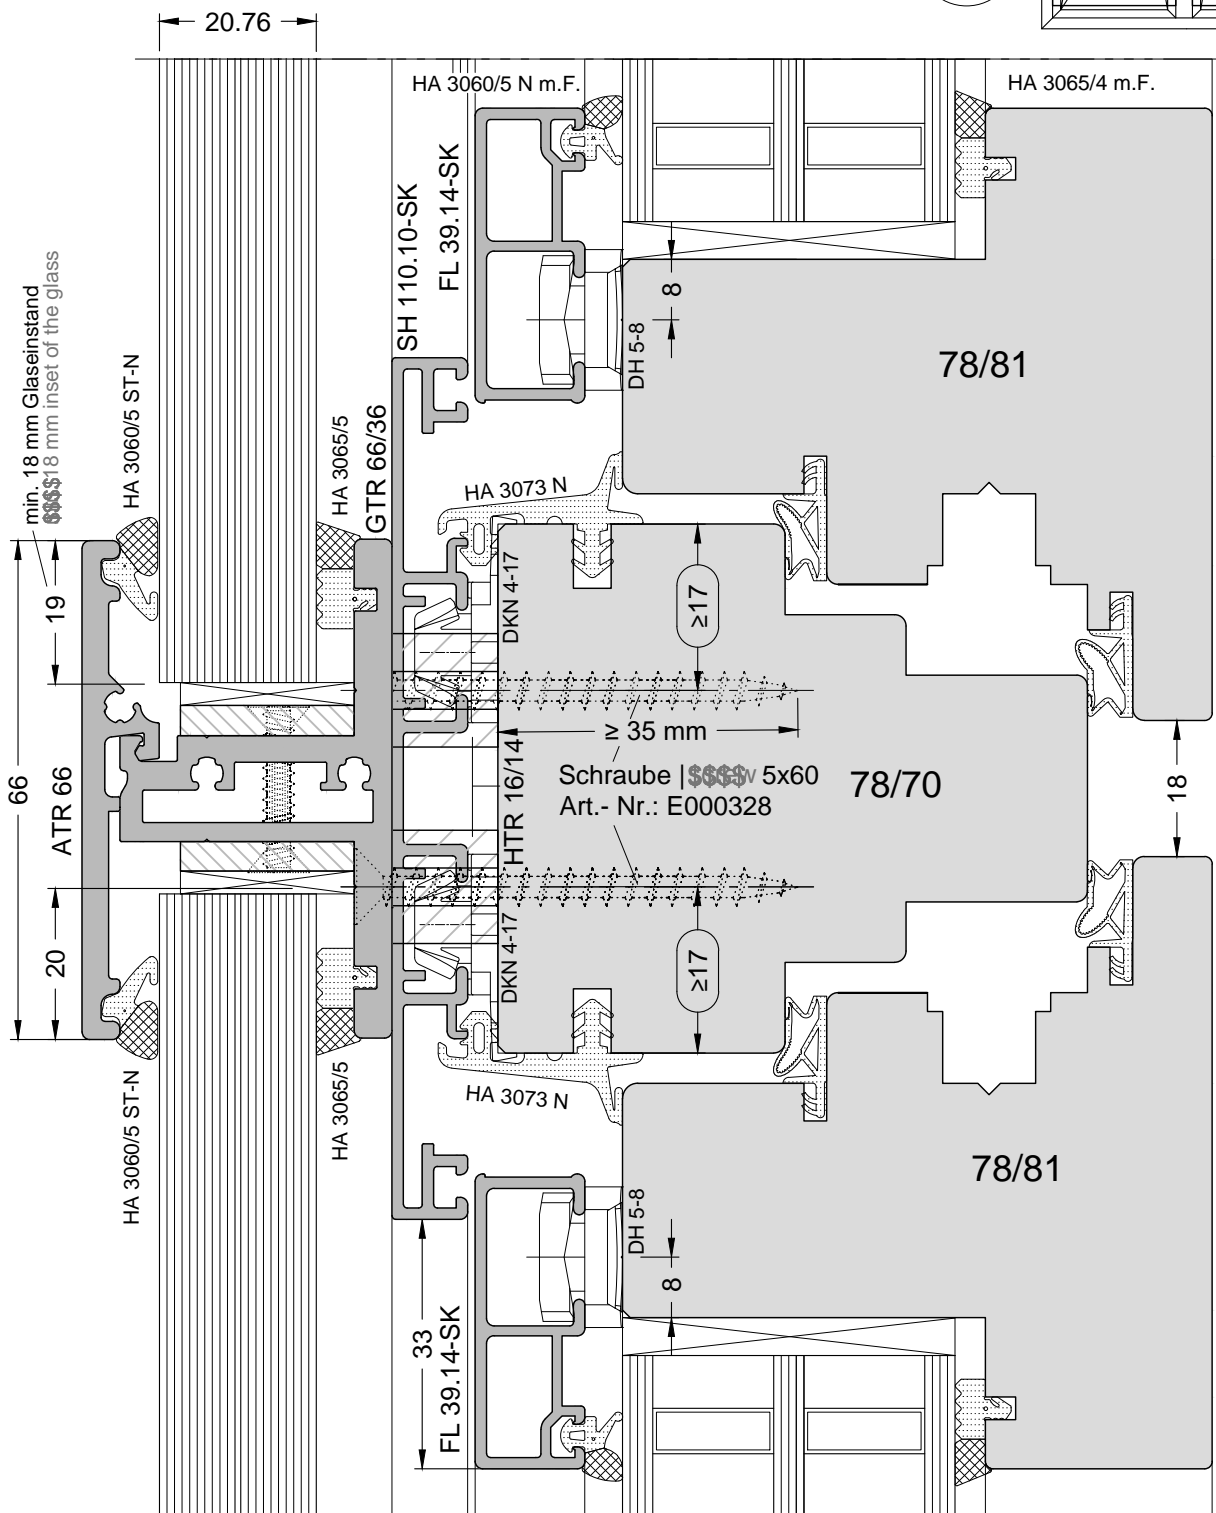 20.76
HA 3060/5 N m.F.
HA 3065/4 m.F.
SH 110.10-SK
FL 39.14-SK
8
DH 5-8
78/81
min. 18 mm Glaseinstand
18 mm inset of the glass
HA 3060/5 ST-N
HA 3065/5
GTR 66/36
HA 3073 N
DKN 4-17
≥17
19
66
ATR 66
20
≥ 35 mm
HTR 16/14
Schraube | 5x60
Art.- Nr.: E000328
78/70
18
≥17
DKN 4-17
HA 3060/5 ST-N
HA 3065/5
HA 3073 N
78/81
DH 5-8
8
33
FL 39.14-SK